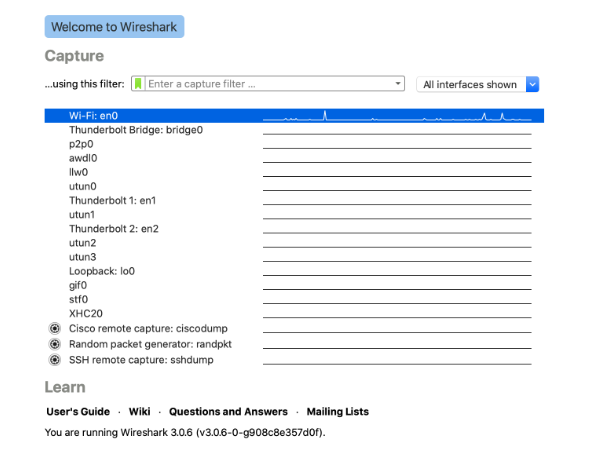 Welcome to Wireshark
Capture
...using this filter: Enter a capture filter ... All interfaces shown
Wi-Fi: en0
Thunderbolt Bridge: bridge0
p2p0
awdl0
llw0
utun0
Thunderbolt 1: en1
utun1
Thunderbolt 2: en2
utun2
utun3
Loopback: lo0
gif0
stf0
XHC20
Cisco remote capture: ciscodump
Random packet generator: randpkt
SSH remote capture: sshdump
Learn
User's Guide · Wiki · Questions and Answers · Mailing Lists
You are running Wireshark 3.0.6 (v3.0.6-0-g908c8e357d0f).